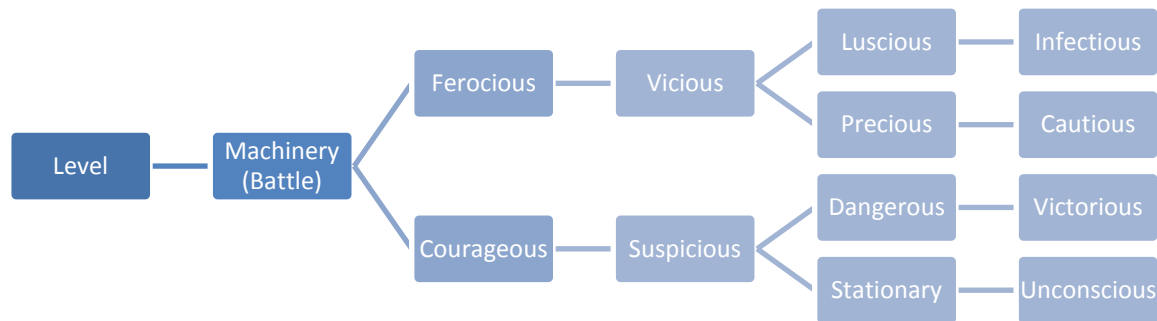 Level
Machinery
(Battle)
Ferocious
Vicious
Luscious
Infectious
Precious
Cautious
Courageous
Suspicious
Dangerous
Victorious
Stationary
Unconscious